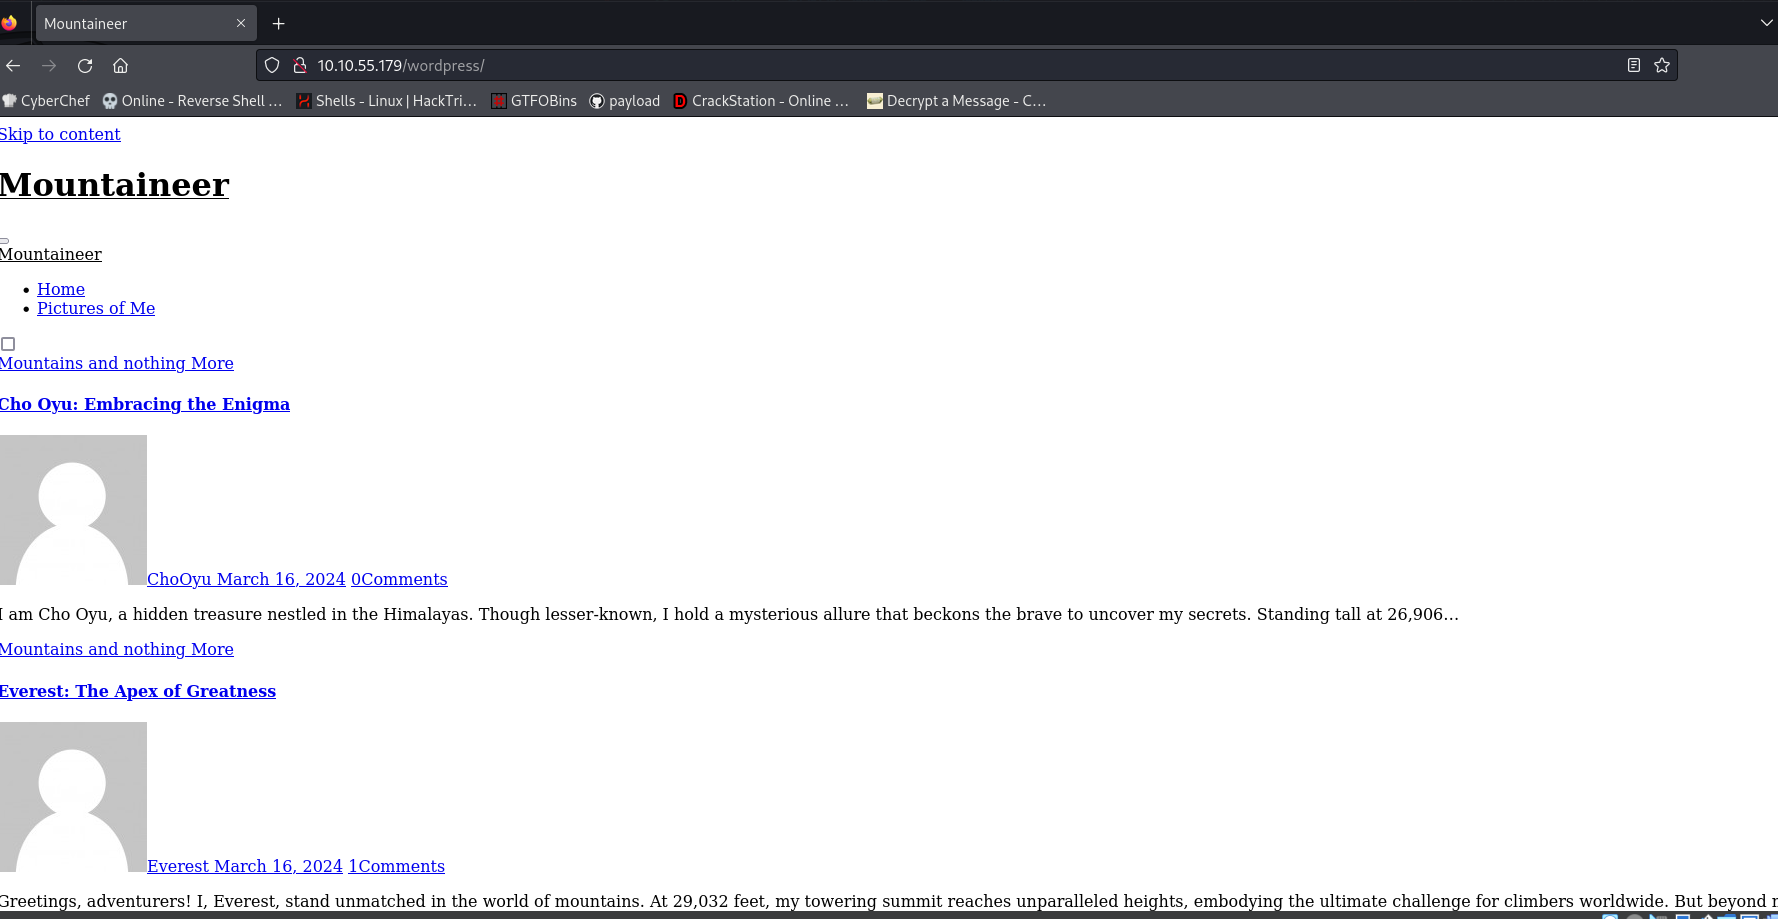 Mountaineer
10.10.55.179/wordpress/
CyberChef Online - Reverse Shell ... Shells - Linux | HackTri... GTFOBins payload CrackStation - Online ... Decrypt a Message - C...
Skip to content
Mountaineer
Mountaineer
Home
Pictures of Me
Mountains and nothing More
Cho Oyu: Embracing the Enigma
ChoOyu March 16, 2024 0Comments
I am Cho Oyu, a hidden treasure nestled in the Himalayas. Though lesser-known, I hold a mysterious allure that beckons the brave to uncover my secrets. Standing tall at 26,906...
Mountains and nothing More
Everest: The Apex of Greatness
Everest March 16, 2024 1Comments
Greetings, adventurers! I, Everest, stand unmatched in the world of mountains. At 29,032 feet, my towering summit reaches unparalleled heights, embodying the ultimate challenge for climbers worldwide. But beyond